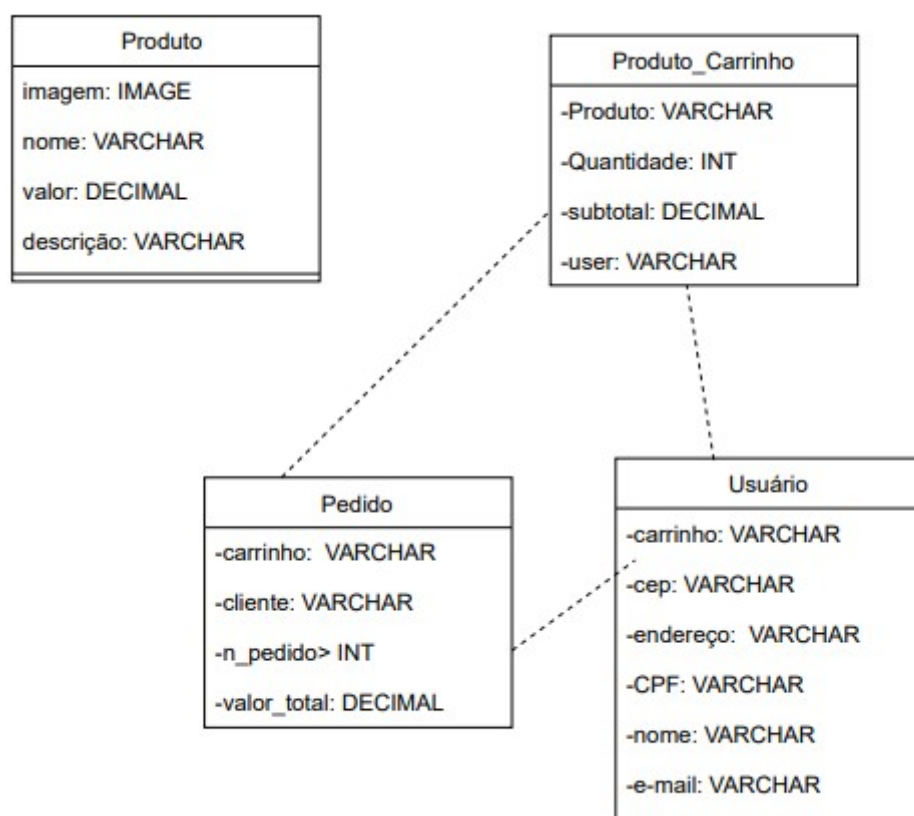 Produto
imagem: IMAGE
nome: VARCHAR
valor: DECIMAL
descrição: VARCHAR
Produto_Carrinho
-Produto: VARCHAR
-Quantidade: INT
-subtotal: DECIMAL
-user: VARCHAR
Pedido
-carrinho: VARCHAR
-cliente: VARCHAR
-n_pedido> INT
-valor_total: DECIMAL
Usuário
-carrinho: VARCHAR
-cep: VARCHAR
-endereço: VARCHAR
-CPF: VARCHAR
-nome: VARCHAR
-e-mail: VARCHAR